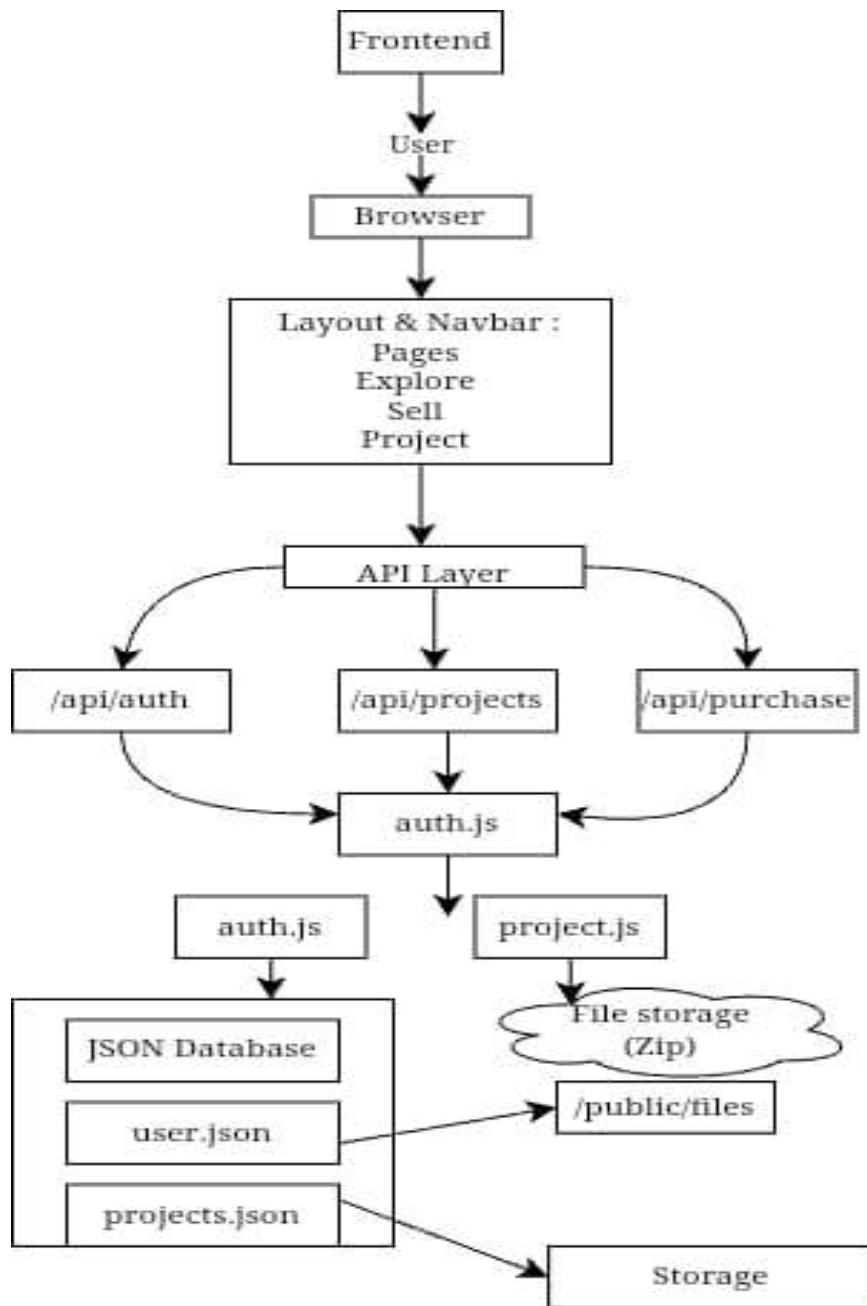 Frontend
User
Browser
Layout & Navbar :
Pages
Explore
Sell
Project
API Layer
/api/auth
/api/projects
/api/purchase
auth.js
auth.js
project.js
File storage
(Zip)
JSON Database
/public/files
user.json
projects.json
Storage